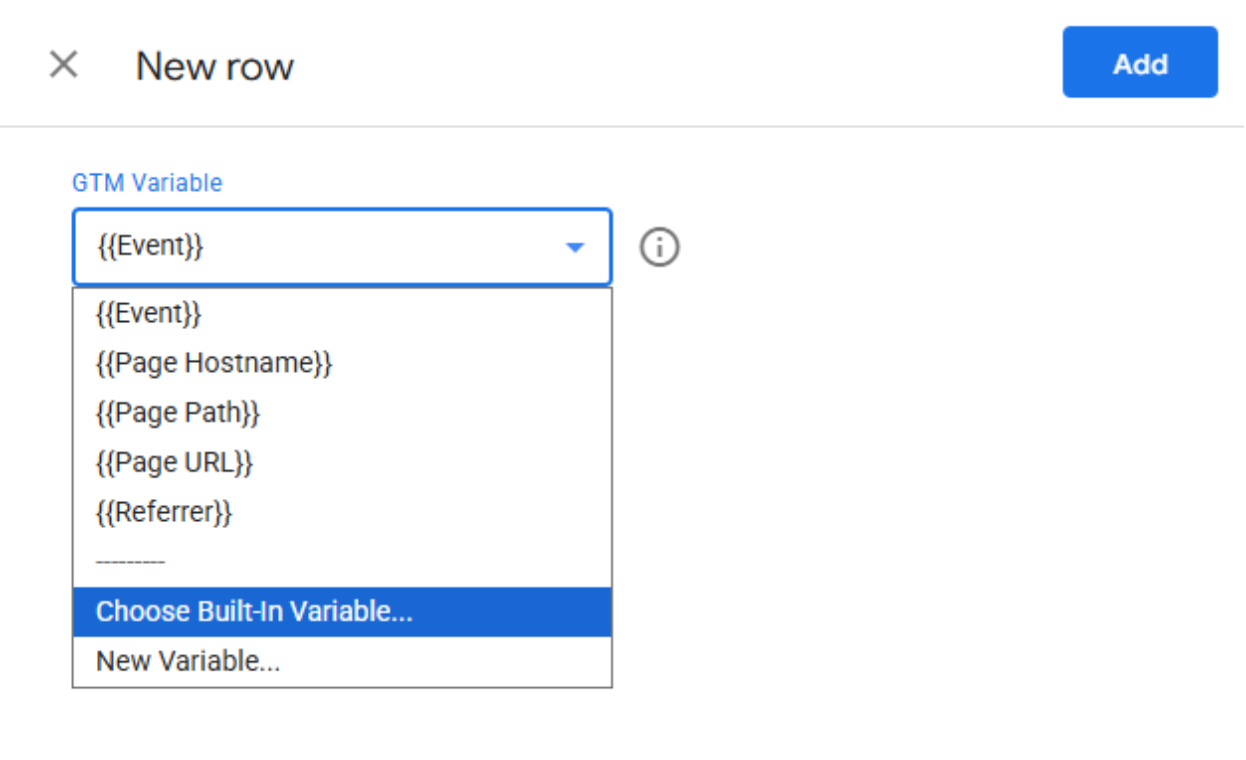 New row
Add
GTM Variable
{{Event}}
{{Event}}
{{Page Hostname}}
{{Page Path}}
{{Page URL}}
{{Referrer}}
---------
Choose Built-In Variable...
New Variable...